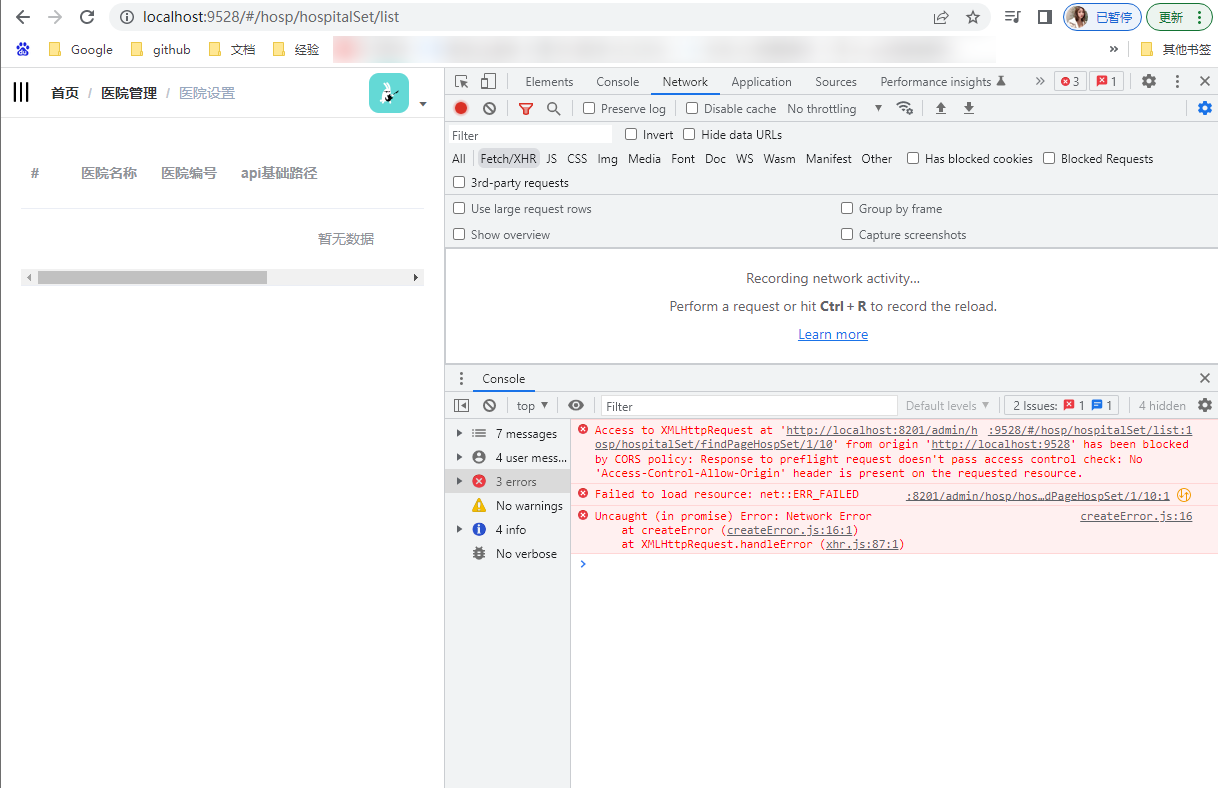 localhost:9528/#/hosp/hospitalSet/list
已暂停
更新
Google
github
文档
经验
»
其他书签
首页 / 医院管理 / 医院设置
# 医院名称 医院编号 api基础路径
暂无数据
Elements Console Network Application Sources Performance insights » 3 1
Preserve log Disable cache No throttling
Filter Invert Hide data URLs
All Fetch/XHR JS CSS Img Media Font Doc WS Wasm Manifest Other Has blocked cookies Blocked Requests
3rd-party requests
Use large request rows Group by frame
Show overview Capture screenshots
Recording network activity...
Perform a request or hit Ctrl + R to record the reload.
Learn more
Console
top Filter Default levels 2 Issues: 1 1 4 hidden
7 messages
4 user mess...
3 errors
No warnings
4 info
No verbose
Access to XMLHttpRequest at 'http://localhost:8201/admin/h :9528/#/hosp/hospitalSet/list:1
osp/hospitalSet/findPageHospSet/1/10' from origin 'http://localhost:9528' has been blocked
by CORS policy: Response to preflight request doesn't pass access control check: No
'Access-Control-Allow-Origin' header is present on the requested resource.
Failed to load resource: net::ERR_FAILED :8201/admin/hosp/hos…dPageHospSet/1/10:1
Uncaught (in promise) Error: Network Error createError.js:16
at createError (createError.js:16:1)
at XMLHttpRequest.handleError (xhr.js:87:1)